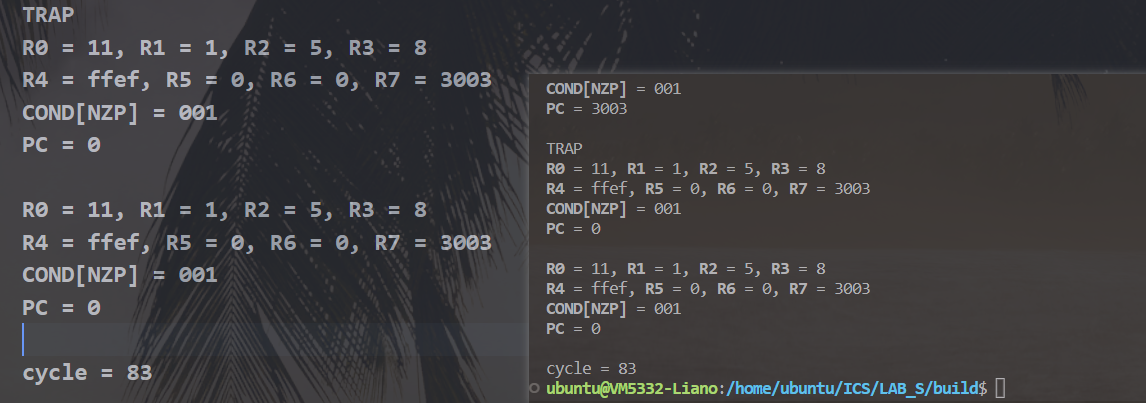 TRAP
R0 = 11, R1 = 1, R2 = 5, R3 = 8
R4 = ffef, R5 = 0, R6 = 0, R7 = 3003
COND[NZP] = 001
PC = 0
R0 = 11, R1 = 1, R2 = 5, R3 = 8
R4 = ffef, R5 = 0, R6 = 0, R7 = 3003
COND[NZP] = 001
PC = 0
cycle = 83
COND[NZP] = 001
PC = 3003
TRAP
R0 = 11, R1 = 1, R2 = 5, R3 = 8
R4 = ffef, R5 = 0, R6 = 0, R7 = 3003
COND[NZP] = 001
PC = 0
R0 = 11, R1 = 1, R2 = 5, R3 = 8
R4 = ffef, R5 = 0, R6 = 0, R7 = 3003
COND[NZP] = 001
PC = 0
cycle = 83
ubuntu@VM5332-Liano:/home/ubuntu/ICS/LAB_S/build$